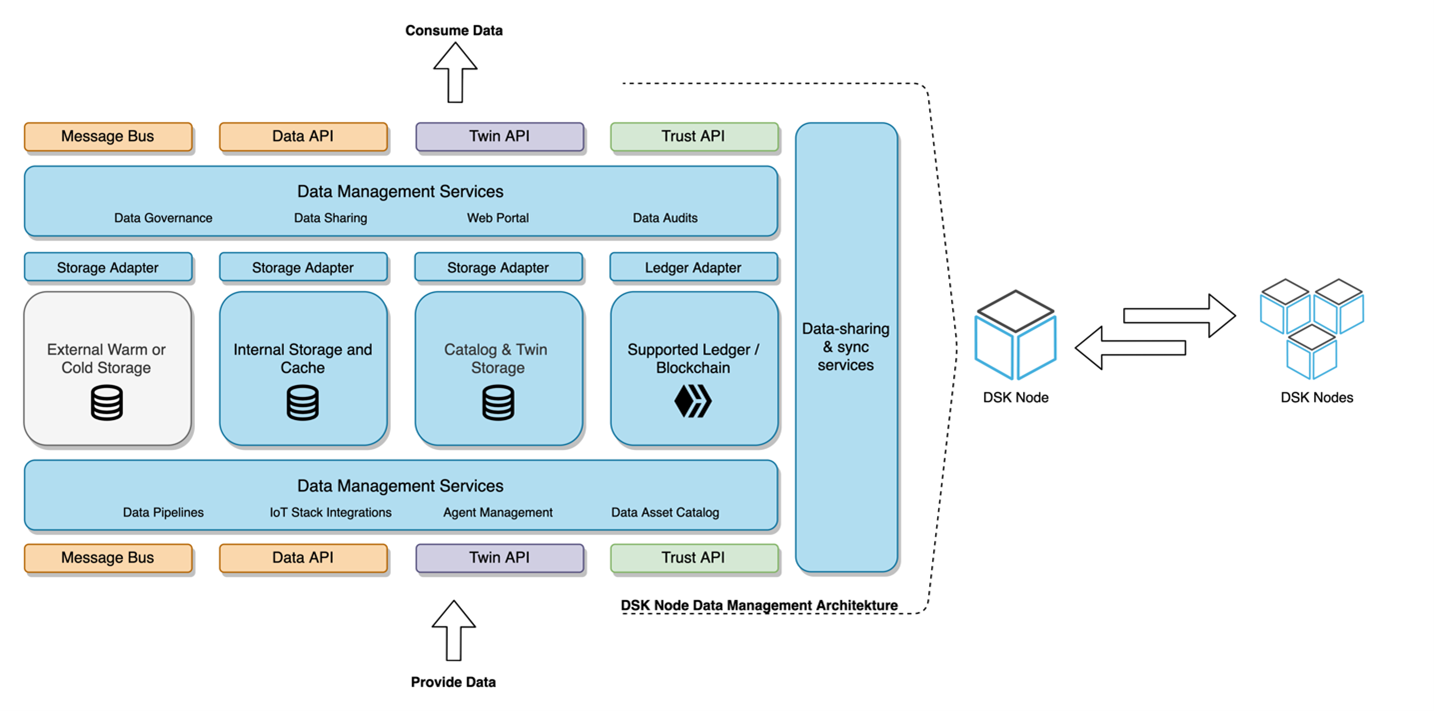 Consume Data
Message Bus
Data API
Twin API
Trust API
Data Management Services
Data Governance
Data Sharing
Web Portal
Data Audits
Storage Adapter
Storage Adapter
Storage Adapter
Ledger Adapter
External Warm or
Cold Storage
Internal Storage and
Cache
Catalog & Twin
Storage
Supported Ledger /
Blockchain
Data Management Services
Data Pipelines
IoT Stack Integrations
Agent Management
Data Asset Catalog
Message Bus
Data API
Twin API
Trust API
Data-sharing
& sync
services
DSK Node Data Management Architekture
Provide Data
DSK Node
DSK Nodes